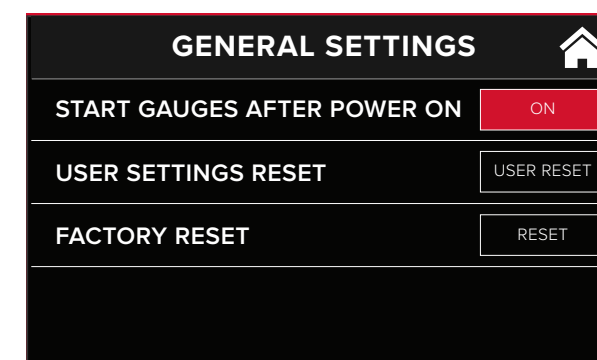 GENERAL SETTINGS
START GAUGES AFTER POWER ON ON
USER SETTINGS RESET USER RESET
FACTORY RESET RESET